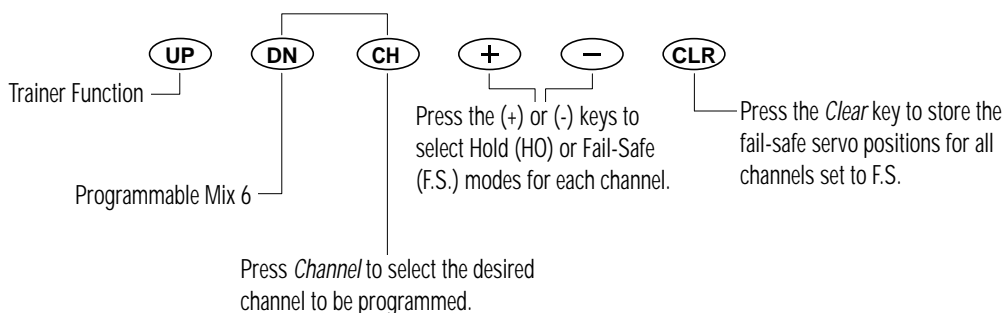 UP DN CH + − CLR
Trainer Function
Press the (+) or (-) keys to
select Hold (HO) or Fail-Safe
(F.S.) modes for each channel.
Press the Clear key to store the
fail-safe servo positions for all
channels set to F.S.
Programmable Mix 6
Press Channel to select the desired
channel to be programmed.